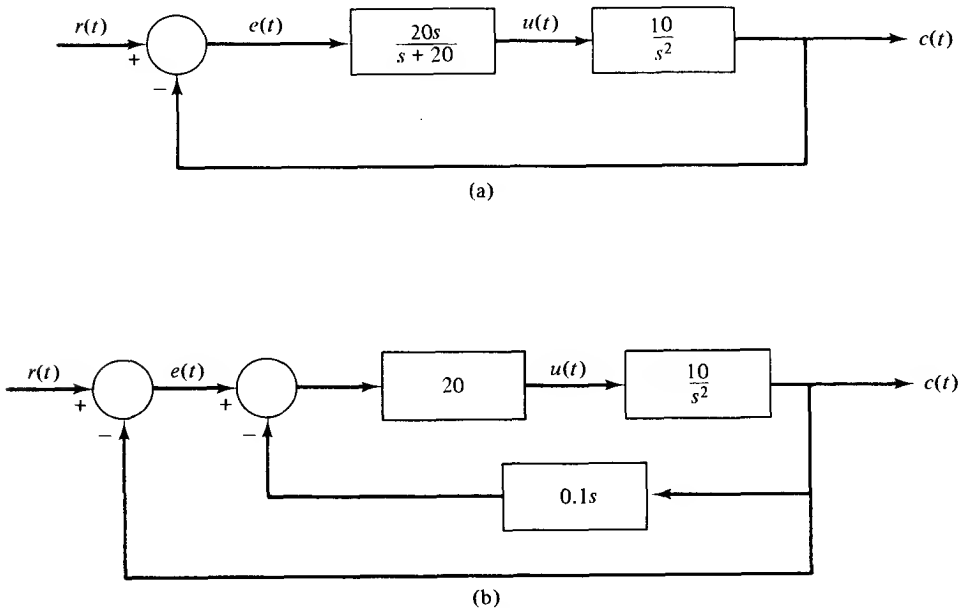 r(t)
+
−
e(t)
20s
s + 20
u(t)
10
s²
c(t)
(a)
r(t)
+
−
e(t)
+
−
20
u(t)
10
s²
c(t)
0.1s
(b)